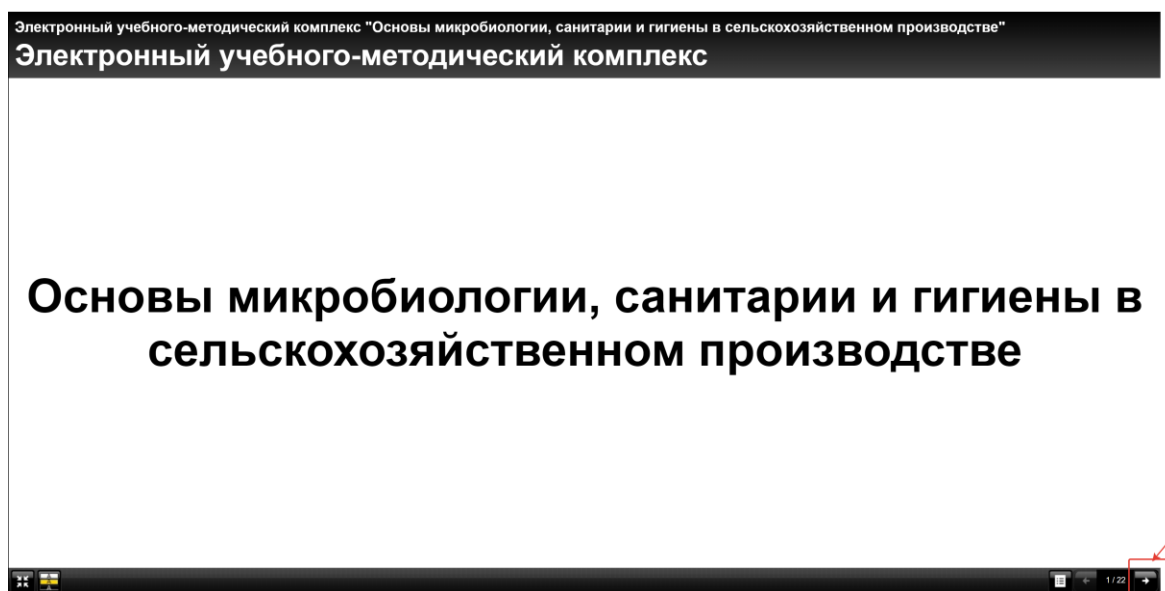 Электронный учебного-методический комплекс "Основы микробиологии, санитарии и гигиены в сельскохозяйственном производстве"
Электронный учебного-методический комплекс
Основы микробиологии, санитарии и гигиены в
сельскохозяйственном производстве
1 / 22